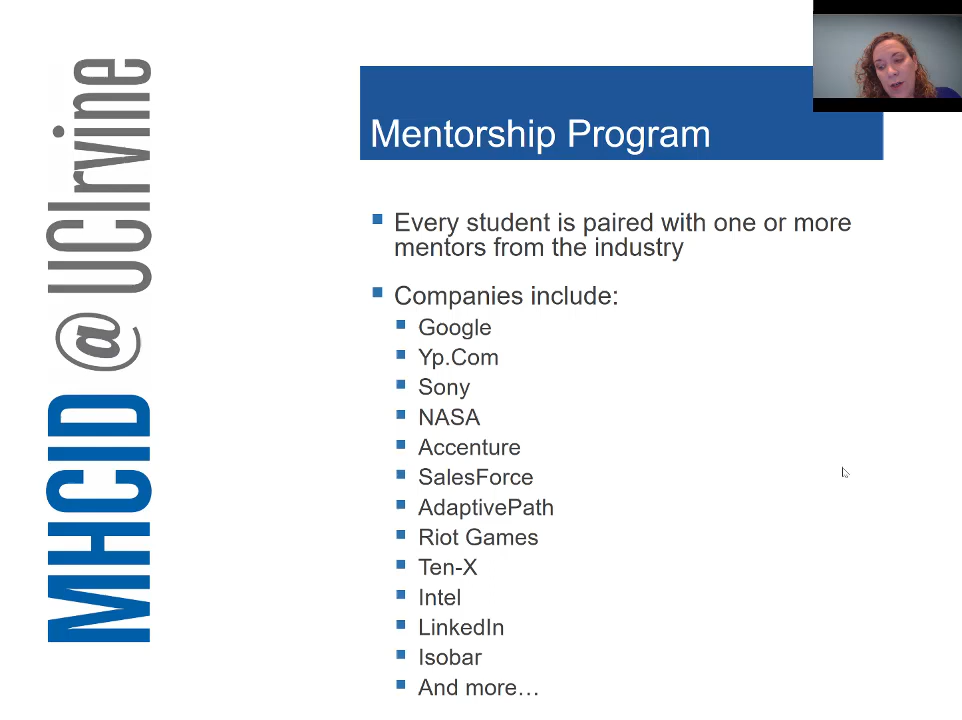 MHCID @ UCIrvine
Mentorship Program
Every student is paired with one or more
mentors from the industry
Companies include:
Google
Yp.Com
Sony
NASA
Accenture
SalesForce
AdaptivePath
Riot Games
Ten-X
Intel
LinkedIn
Isobar
And more…